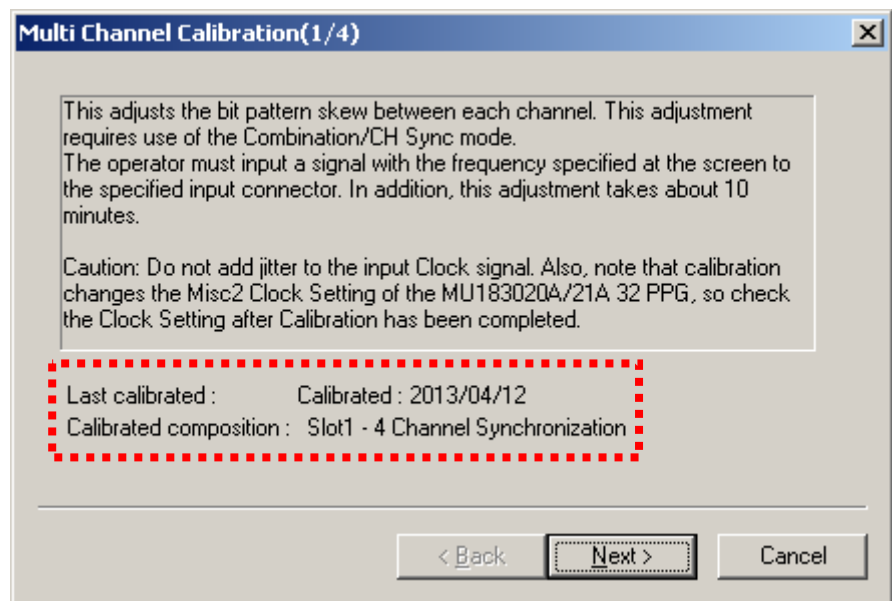 Multi Channel Calibration(1/4)
This adjusts the bit pattern skew between each channel. This adjustment
requires use of the Combination/CH Sync mode.
The operator must input a signal with the frequency specified at the screen to
the specified input connector. In addition, this adjustment takes about 10
minutes.
Caution: Do not add jitter to the input Clock signal. Also, note that calibration
changes the Misc2 Clock Setting of the MU183020A/21A 32 PPG, so check
the Clock Setting after Calibration has been completed.
Last calibrated : Calibrated : 2013/04/12
Calibrated composition : Slot1 - 4 Channel Synchronization
< Back Next > Cancel